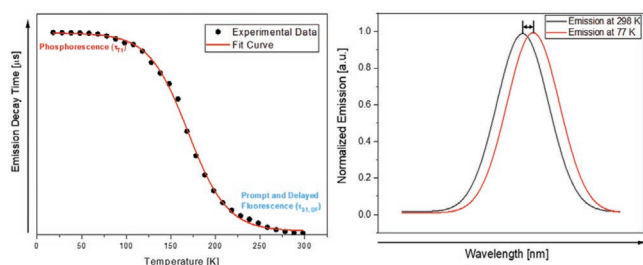 Phosphorescence (τT1)
Experimental Data
Fit Curve
Prompt and Delayed
Fluorescence (τS1,DF)
Emission Decay Time [μs]
0 50 100 150 200 250 300
Temperature [K]
Emission at 298 K
Emission at 77 K
Normalized Emission [a.u.]
1.0
0.8
0.6
0.4
0.2
0.0
Wavelength [nm]